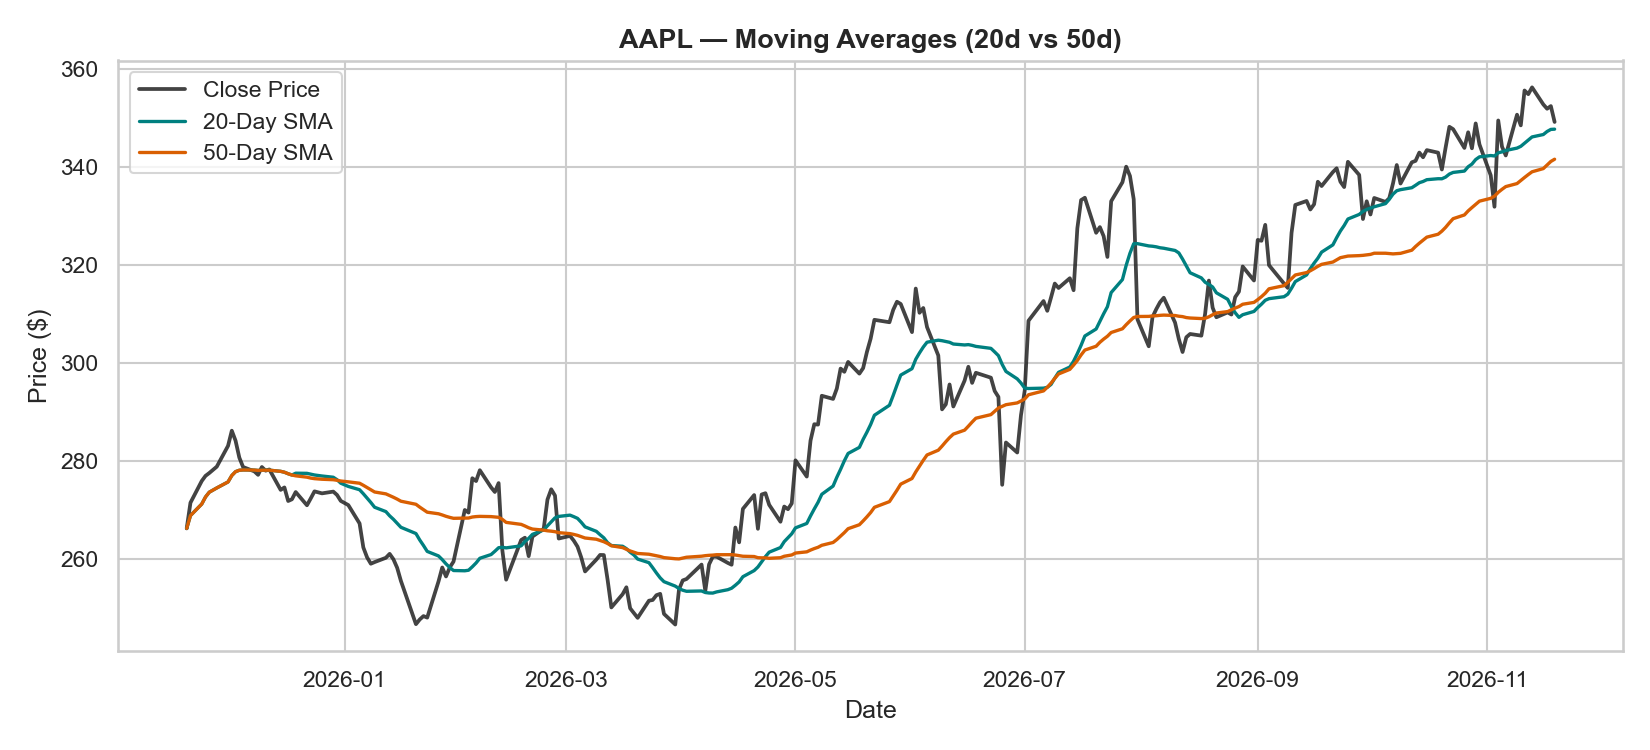 AAPL — Moving Averages (20d vs 50d)
Close Price
20-Day SMA
50-Day SMA
Price ($)
360
340
320
300
280
260
2026-01
2026-03
2026-05
2026-07
2026-09
2026-11
Date